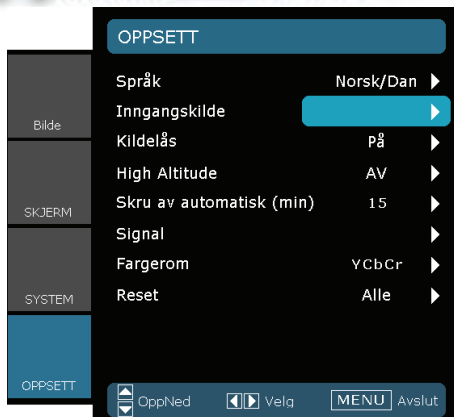 OPPSETT
Språk Norsk/Dan
Inngangskilde
Kildelås På
High Altitude AV
Skru av automatisk (min) 15
Signal
Fargerom YCbCr
Reset Alle
Bilde
SKJERM
SYSTEM
OPPSETT
OppNed Velg MENU Avslut